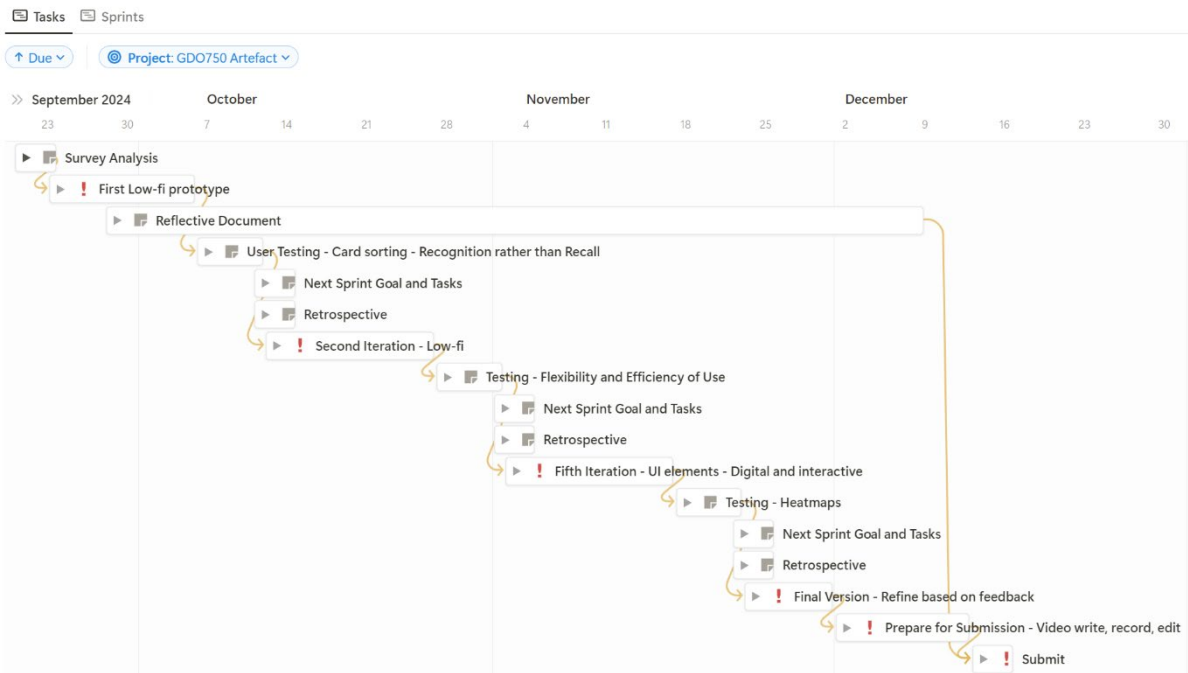 Tasks Sprints
Due Project: GDO750 Artefact
September 2024 October November December
23 30 7 14 21 28 4 11 18 25 2 9 16 23 30
Survey Analysis
! First Low-fi prototype
Reflective Document
User Testing - Card sorting - Recognition rather than Recall
Next Sprint Goal and Tasks
Retrospective
! Second Iteration - Low-fi
Testing - Flexibility and Efficiency of Use
Next Sprint Goal and Tasks
Retrospective
! Fifth Iteration - UI elements - Digital and interactive
Testing - Heatmaps
Next Sprint Goal and Tasks
Retrospective
! Final Version - Refine based on feedback
! Prepare for Submission - Video write, record, edit
! Submit